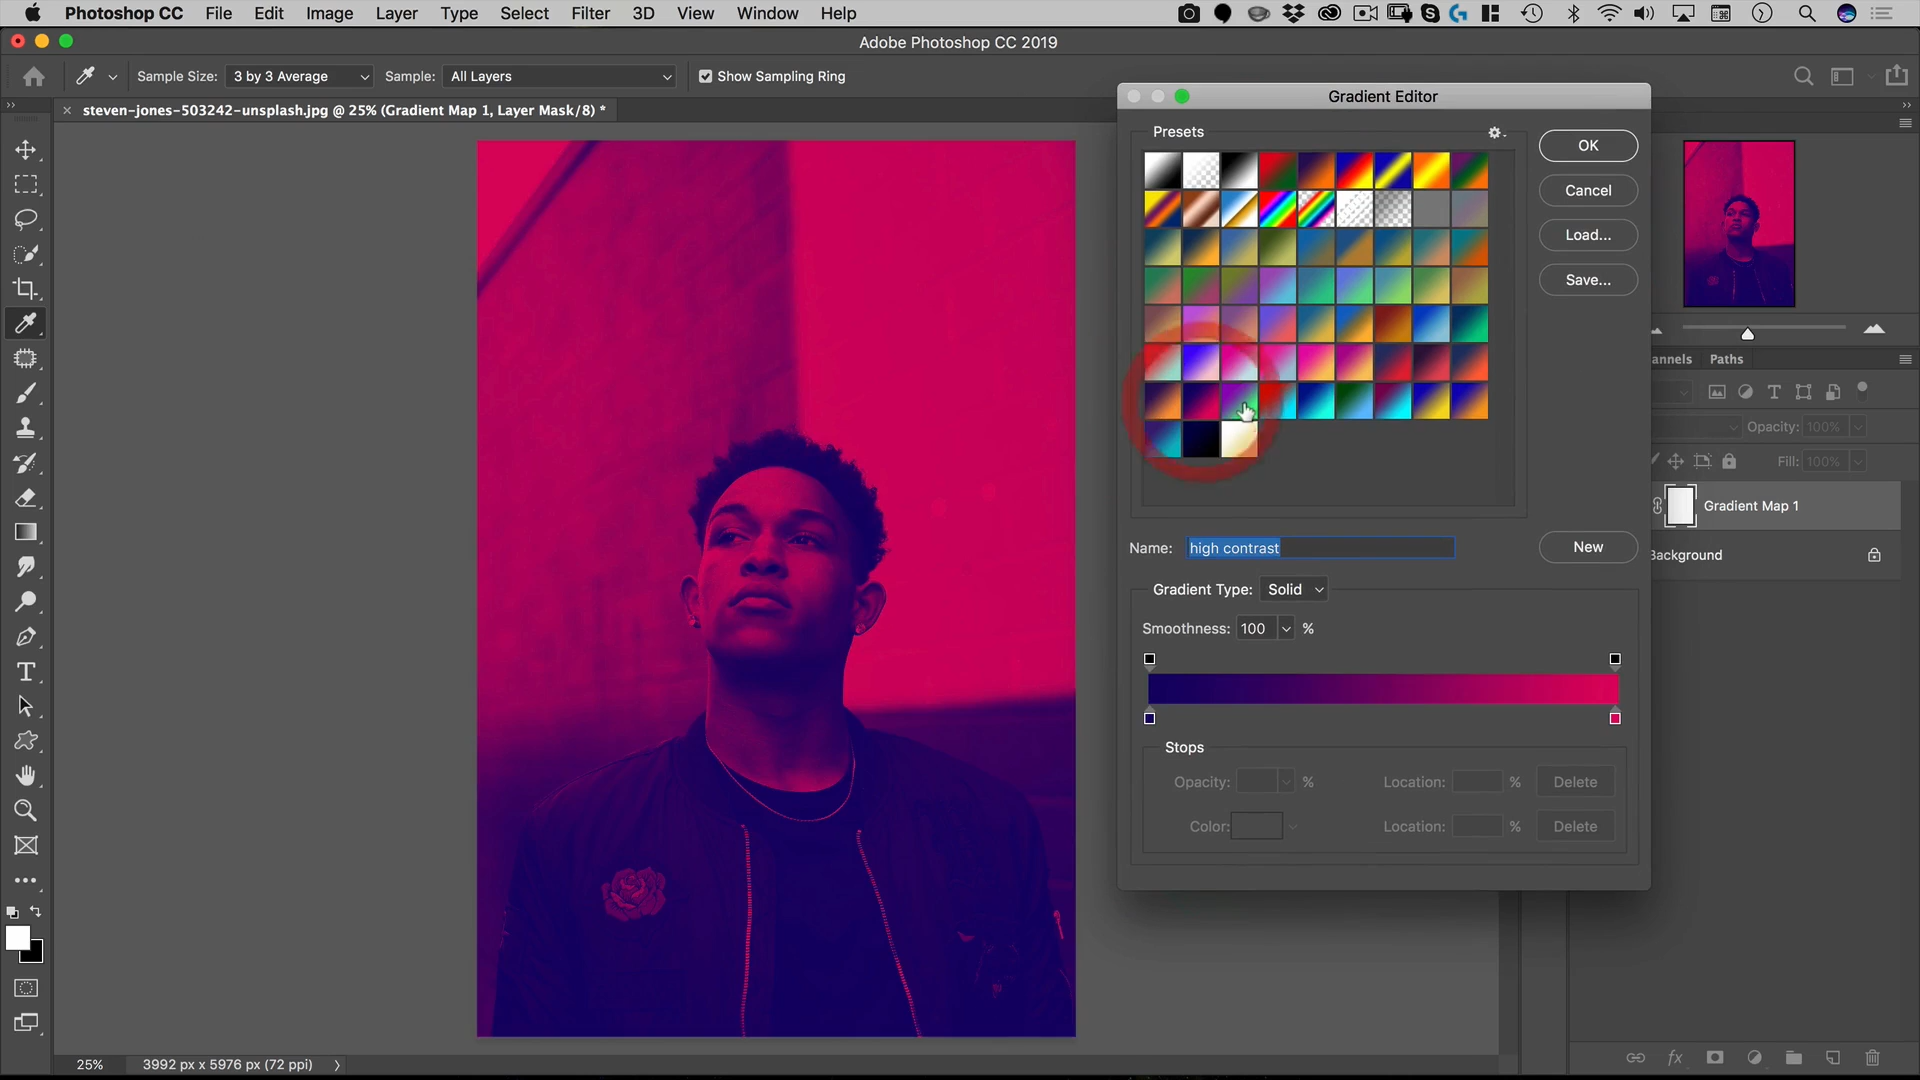 Photoshop CC File Edit Image Layer Type Select Filter 3D View Window Help
Adobe Photoshop CC 2019
Sample Size: 3 by 3 Average Sample: All Layers Show Sampling Ring
× steven-jones-503242-unsplash.jpg @ 25% (Gradient Map 1, Layer Mask/8) *
Gradient Editor
Presets
OK
Cancel
Load...
Save...
annels Paths
Opacity: 100%
Fill: 100%
Gradient Map 1
Background
Name: high contrast
New
Gradient Type: Solid
Smoothness: 100 %
Stops
Opacity: % Location: % Delete
Color: Location: % Delete
25% 3992 px x 5976 px (72 ppi)
fx